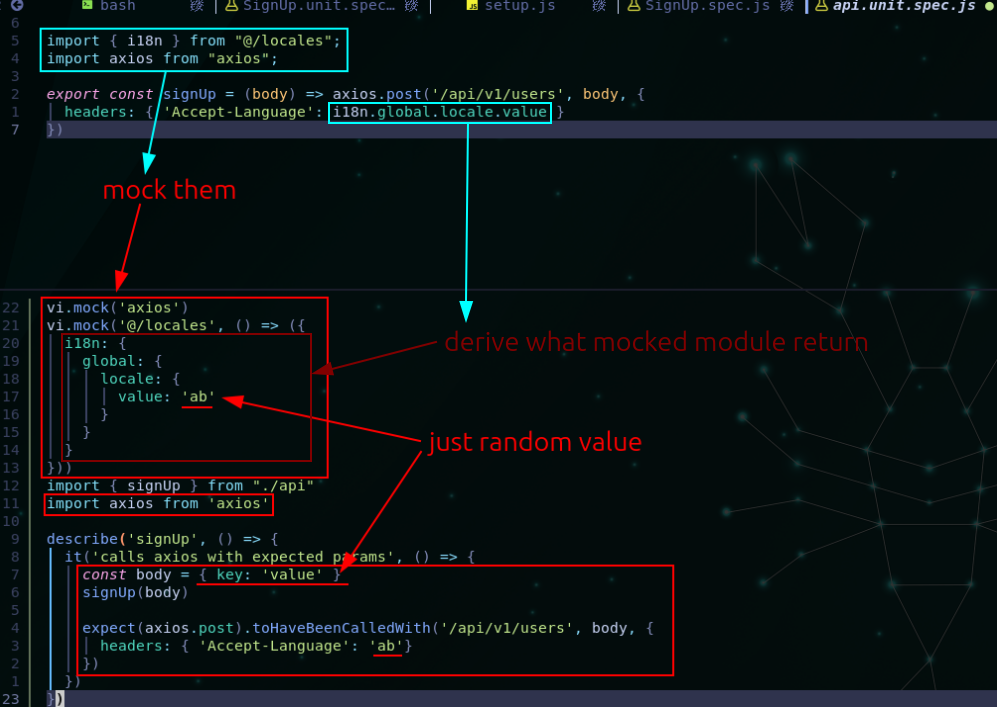 bash | SignUp.unit.spec… | setup.js | SignUp.spec.js | api.unit.spec.js ●
6
5 import { i18n } from "@/locales";
4 import axios from "axios";
3
2 export const signUp = (body) => axios.post('/api/v1/users', body, {
1 headers: { 'Accept-Language': i18n.global.locale.value }
7 })
mock them
22 vi.mock('axios')
21 vi.mock('@/locales', () => ({
20 i18n: {
19 global: {
derive what mocked module return
18 locale: {
17 value: 'ab'
16 }
15 }
just random value
14 }
13 }))
12 import { signUp } from "./api"
11 import axios from 'axios'
10
9 describe('signUp', () => {
8 it('calls axios with expected params', () => {
7 const body = { key: 'value' }
6 signUp(body)
5
4 expect(axios.post).toHaveBeenCalledWith('/api/v1/users', body, {
3 headers: { 'Accept-Language': 'ab'}
2 })
1 })
23 })